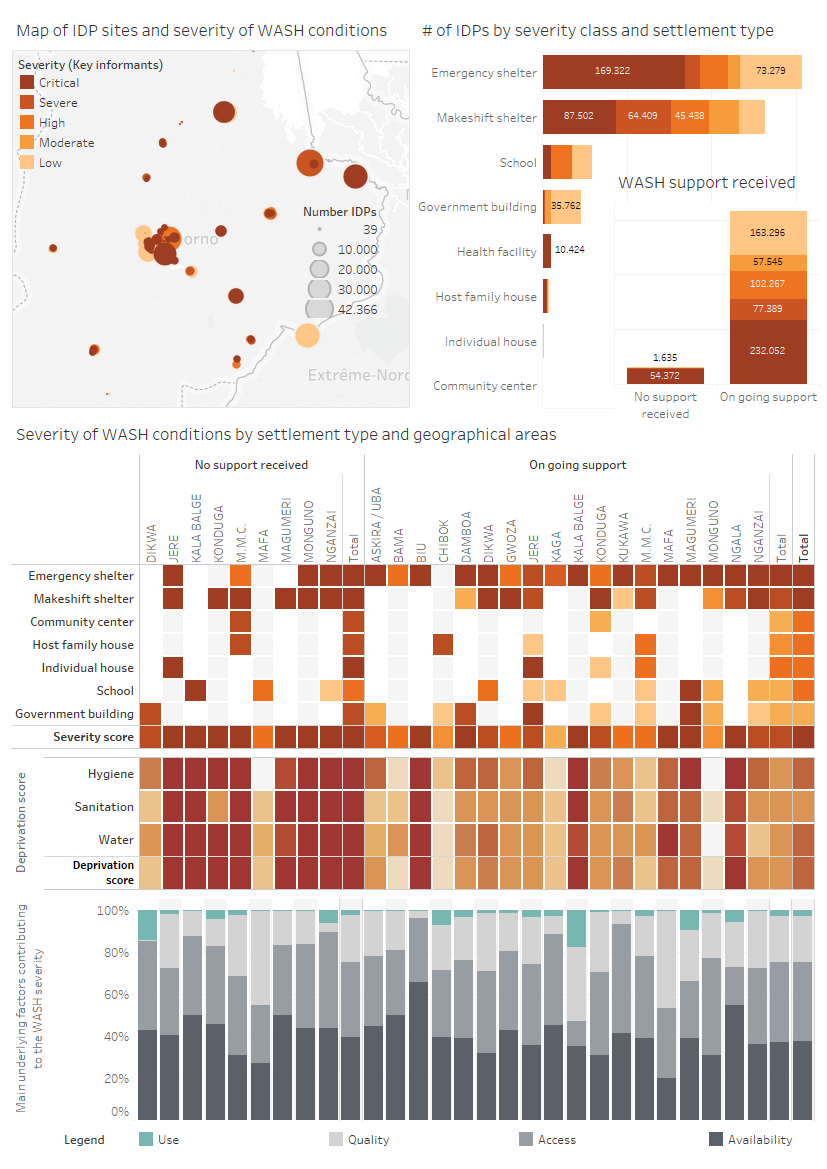 Map of IDP sites and severity of WASH conditions
# of IDPs by severity class and settlement type
Severity (Key informants)
Critical
Severe
High
Moderate
Low
orno
Extrême-Nord
Number IDPs
39
10.000
20.000
30.000
42.366
Emergency shelter
169.322
73.279
Makeshift shelter
87.502
64.409
45.438
School
Government building
35.762
Health facility
10.424
Host family house
Individual house
Community center
WASH support received
163.296
57.545
102.267
77.389
232.052
1.635
54.372
No support
received
On going support
Severity of WASH conditions by settlement type and geographical areas
No support received
On going support
DIKWA
JERE
KALA BALGE
KONDUGA
M.M.C.
MAFA
MAGUMERI
MONGUNO
NGANZAI
Total
ASKIRA / UBA
BAMA
BIU
CHIBOK
DAMBOA
DIKWA
GWOZA
JERE
KAGA
KALA BALGE
KONDUGA
KUKAWA
M.M.C.
MAFA
MAGUMERI
MONGUNO
NGALA
NGANZAI
Total
Total
Emergency shelter
Makeshift shelter
Community center
Host family house
Individual house
School
Government building
Severity score
Deprivation score
Hygiene
Sanitation
Water
Deprivation
score
Main underlying factors contributing
to the WASH severity
100%
80%
60%
40%
20%
0%
Legend
Use
Quality
Access
Availability